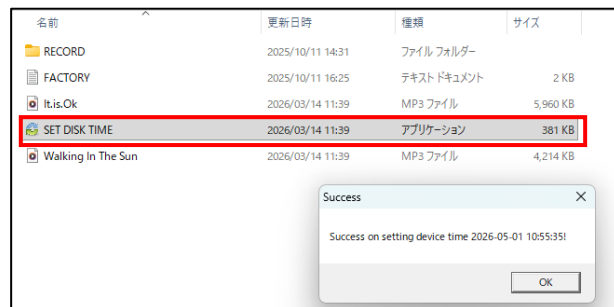 名前 更新日時 種類 サイズ
RECORD 2025/10/11 14:31 ファイル フォルダー
FACTORY 2025/10/11 16:25 テキスト ドキュメント 2 KB
It.is.Ok 2026/03/14 11:39 MP3 ファイル 5,960 KB
SET DISK TIME 2026/03/14 11:39 アプリケーション 381 KB
Walking In The Sun 2026/03/14 11:39 MP3 ファイル 4,214 KB
Success
Success on setting device time 2026-05-01 10:55:35!
OK